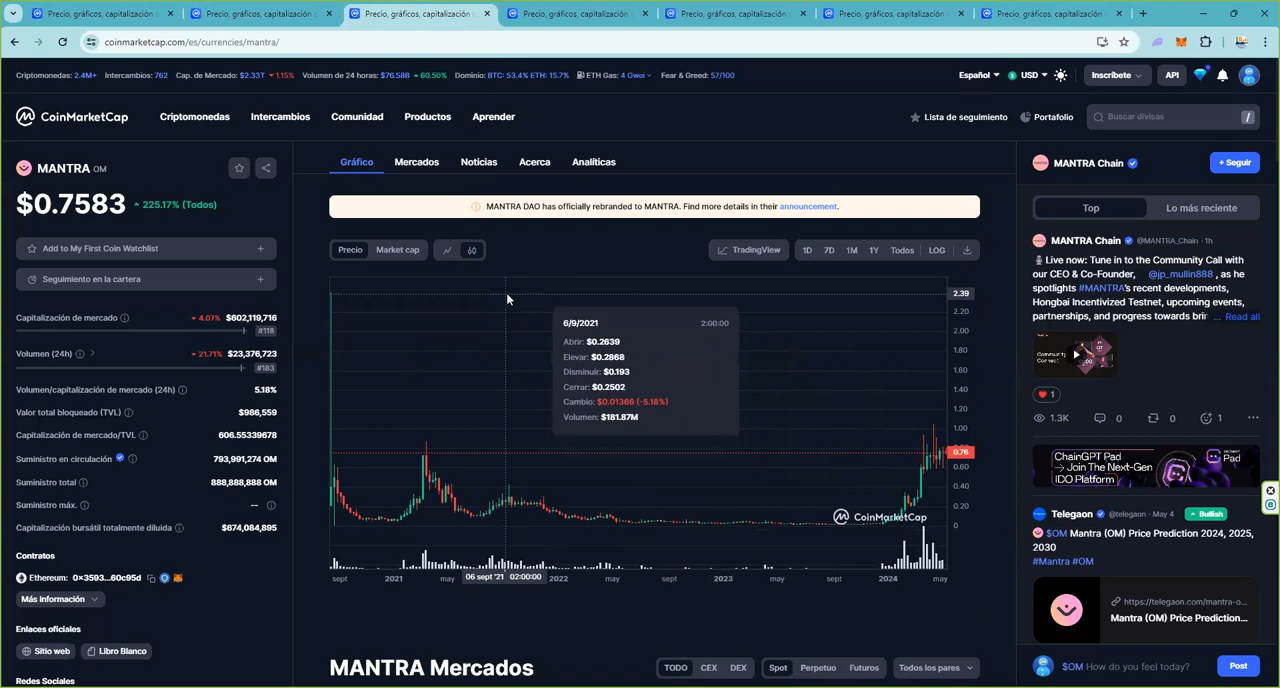 Precio, gráficos, capitalización
Precio, gráficos, capitalización
Precio, gráficos, capitalización
Precio, gráficos, capitalización
Precio, gráficos, capitalización
Precio, gráficos, capitalización
Precio, gráficos, capitalización
coinmarketcap.com/es/currencies/mantra/
Criptomonedas: 2.4M+ Intercambios: 762 Cap. de Mercado: $2.33T 1.15% Volumen de 24 horas: $76.58B 60.50% Dominio: BTC: 53.4% ETH: 15.7% ETH Gas: 4 Gwei Fear & Greed: 57/100
Español USD Inscríbete API
CoinMarketCap
Criptomonedas Intercambios Comunidad Productos Aprender
Lista de seguimiento Portafolio Buscar divisas /
MANTRA OM
$0.7583 225.17% (Todos)
Add to My First Coin Watchlist +
Seguimiento en la cartera +
Capitalización de mercado 4.07% $602,119,716
#118
Volumen (24h) 21.71% $23,376,723
#183
Volumen/capitalización de mercado (24h) 5.18%
Valor total bloqueado (TVL) $986,559
Capitalización de mercado/TVL 606.55339678
Suministro en circulación 793,991,274 OM
Suministro total 888,888,888 OM
Suministro máx. --
Capitalización bursátil totalmente diluida $674,084,895
Contratos
Ethereum: 0x3593...60c95d
Más información
Enlaces oficiales
Sitio web Libro Blanco
Redes Sociales
Gráfico Mercados Noticias Acerca Analíticas
MANTRA DAO has officially rebranded to MANTRA. Find more details in their announcement.
Precio Market cap TradingView 1D 7D 1M 1Y Todos LOG
2.39
2.20
2.00
1.80
1.60
1.40
1.20
1.00
0.76
0.60
0.40
0.20
0
6/9/2021 2:00:00
Abrir: $0.2639
Elevar: $0.2868
Disminuir: $0.193
Cerrar: $0.2502
Cambio: $0.01366 (-5.18%)
Volumen: $181.87M
CoinMarketCap
sept 2021 may 06 sept '21 02:00:00 2022 may sept 2023 may sept 2024 may
MANTRA Mercados
TODO CEX DEX Spot Perpetuo Futuros Todos los pares
MANTRA Chain + Seguir
Top Lo más reciente
MANTRA Chain @MANTRA_Chain · 1h
Live now: Tune in to the Community Call with
our CEO & Co-Founder, @jp_mullin888 , as he
spotlights #MANTRA's recent developments,
Hongbai Incentivized Testnet, upcoming events,
partnerships, and progress towards brir ... Read all
1
1.3K 0 0 1
ChainGPT Pad
→ Join The Next-Gen
IDO Platform
Pad
Telegaon @telegaon · May 4 Bullish
$OM Mantra (OM) Price Prediction 2024, 2025,
2030
#Mantra #OM
https://telegaon.com/mantra-o...
Mantra (OM) Price Prediction...
$OM How do you feel today? Post